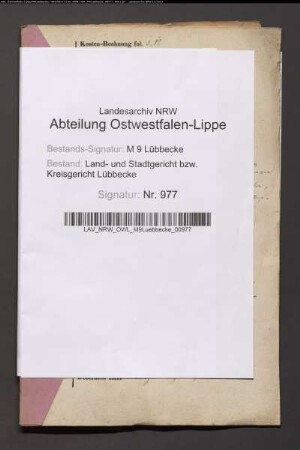 Kosten-Rechnung
Landesarchiv NRW
Abteilung Ostwestfalen-Lippe
Bestands-Signatur: M 9 Lübbecke
Bestand: Land- und Stadtgericht bzw.
Kreisgericht Lübbecke
Signatur: Nr. 977
LAV_NRW_OWL_M9Luebbecke_00977